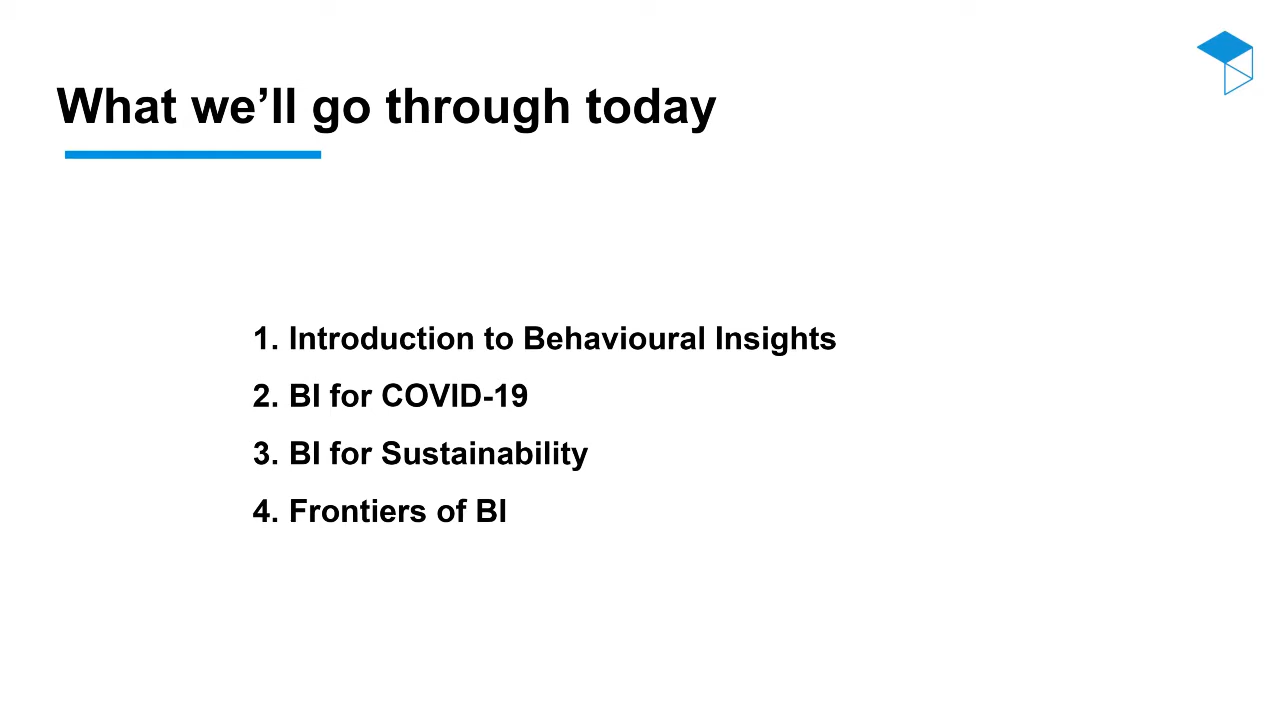 What we’ll go through today
1. Introduction to Behavioural Insights
2. BI for COVID-19
3. BI for Sustainability
4. Frontiers of BI